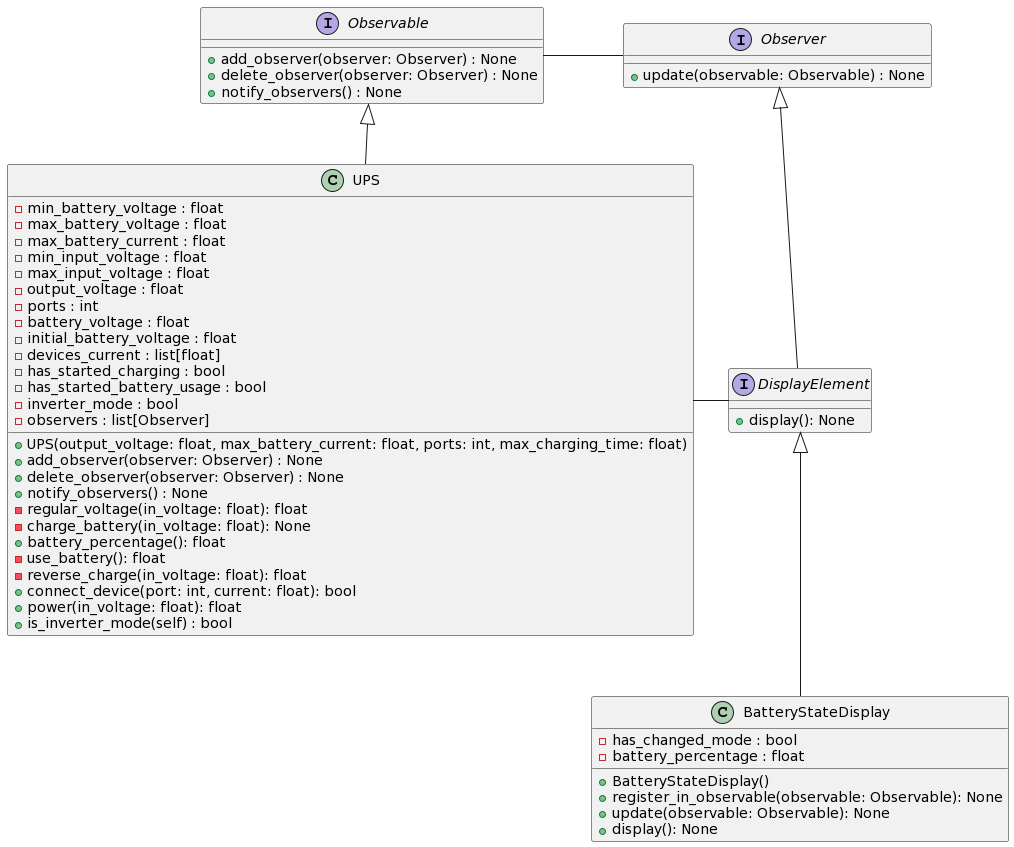 I Observable
add_observer(observer: Observer) : None
delete_observer(observer: Observer) : None
notify_observers() : None
I Observer
update(observable: Observable) : None
C UPS
min_battery_voltage : float
max_battery_voltage : float
max_battery_current : float
min_input_voltage : float
max_input_voltage : float
output_voltage : float
ports : int
battery_voltage : float
initial_battery_voltage : float
devices_current : list[float]
has_started_charging : bool
has_started_battery_usage : bool
inverter_mode : bool
observers : list[Observer]
UPS(output_voltage: float, max_battery_current: float, ports: int, max_charging_time: float)
add_observer(observer: Observer) : None
delete_observer(observer: Observer) : None
notify_observers() : None
regular_voltage(in_voltage: float): float
charge_battery(in_voltage: float): None
battery_percentage(): float
use_battery(): float
reverse_charge(in_voltage: float): float
connect_device(port: int, current: float): bool
power(in_voltage: float): float
is_inverter_mode(self) : bool
I DisplayElement
display(): None
C BatteryStateDisplay
has_changed_mode : bool
battery_percentage : float
BatteryStateDisplay()
register_in_observable(observable: Observable): None
update(observable: Observable): None
display(): None